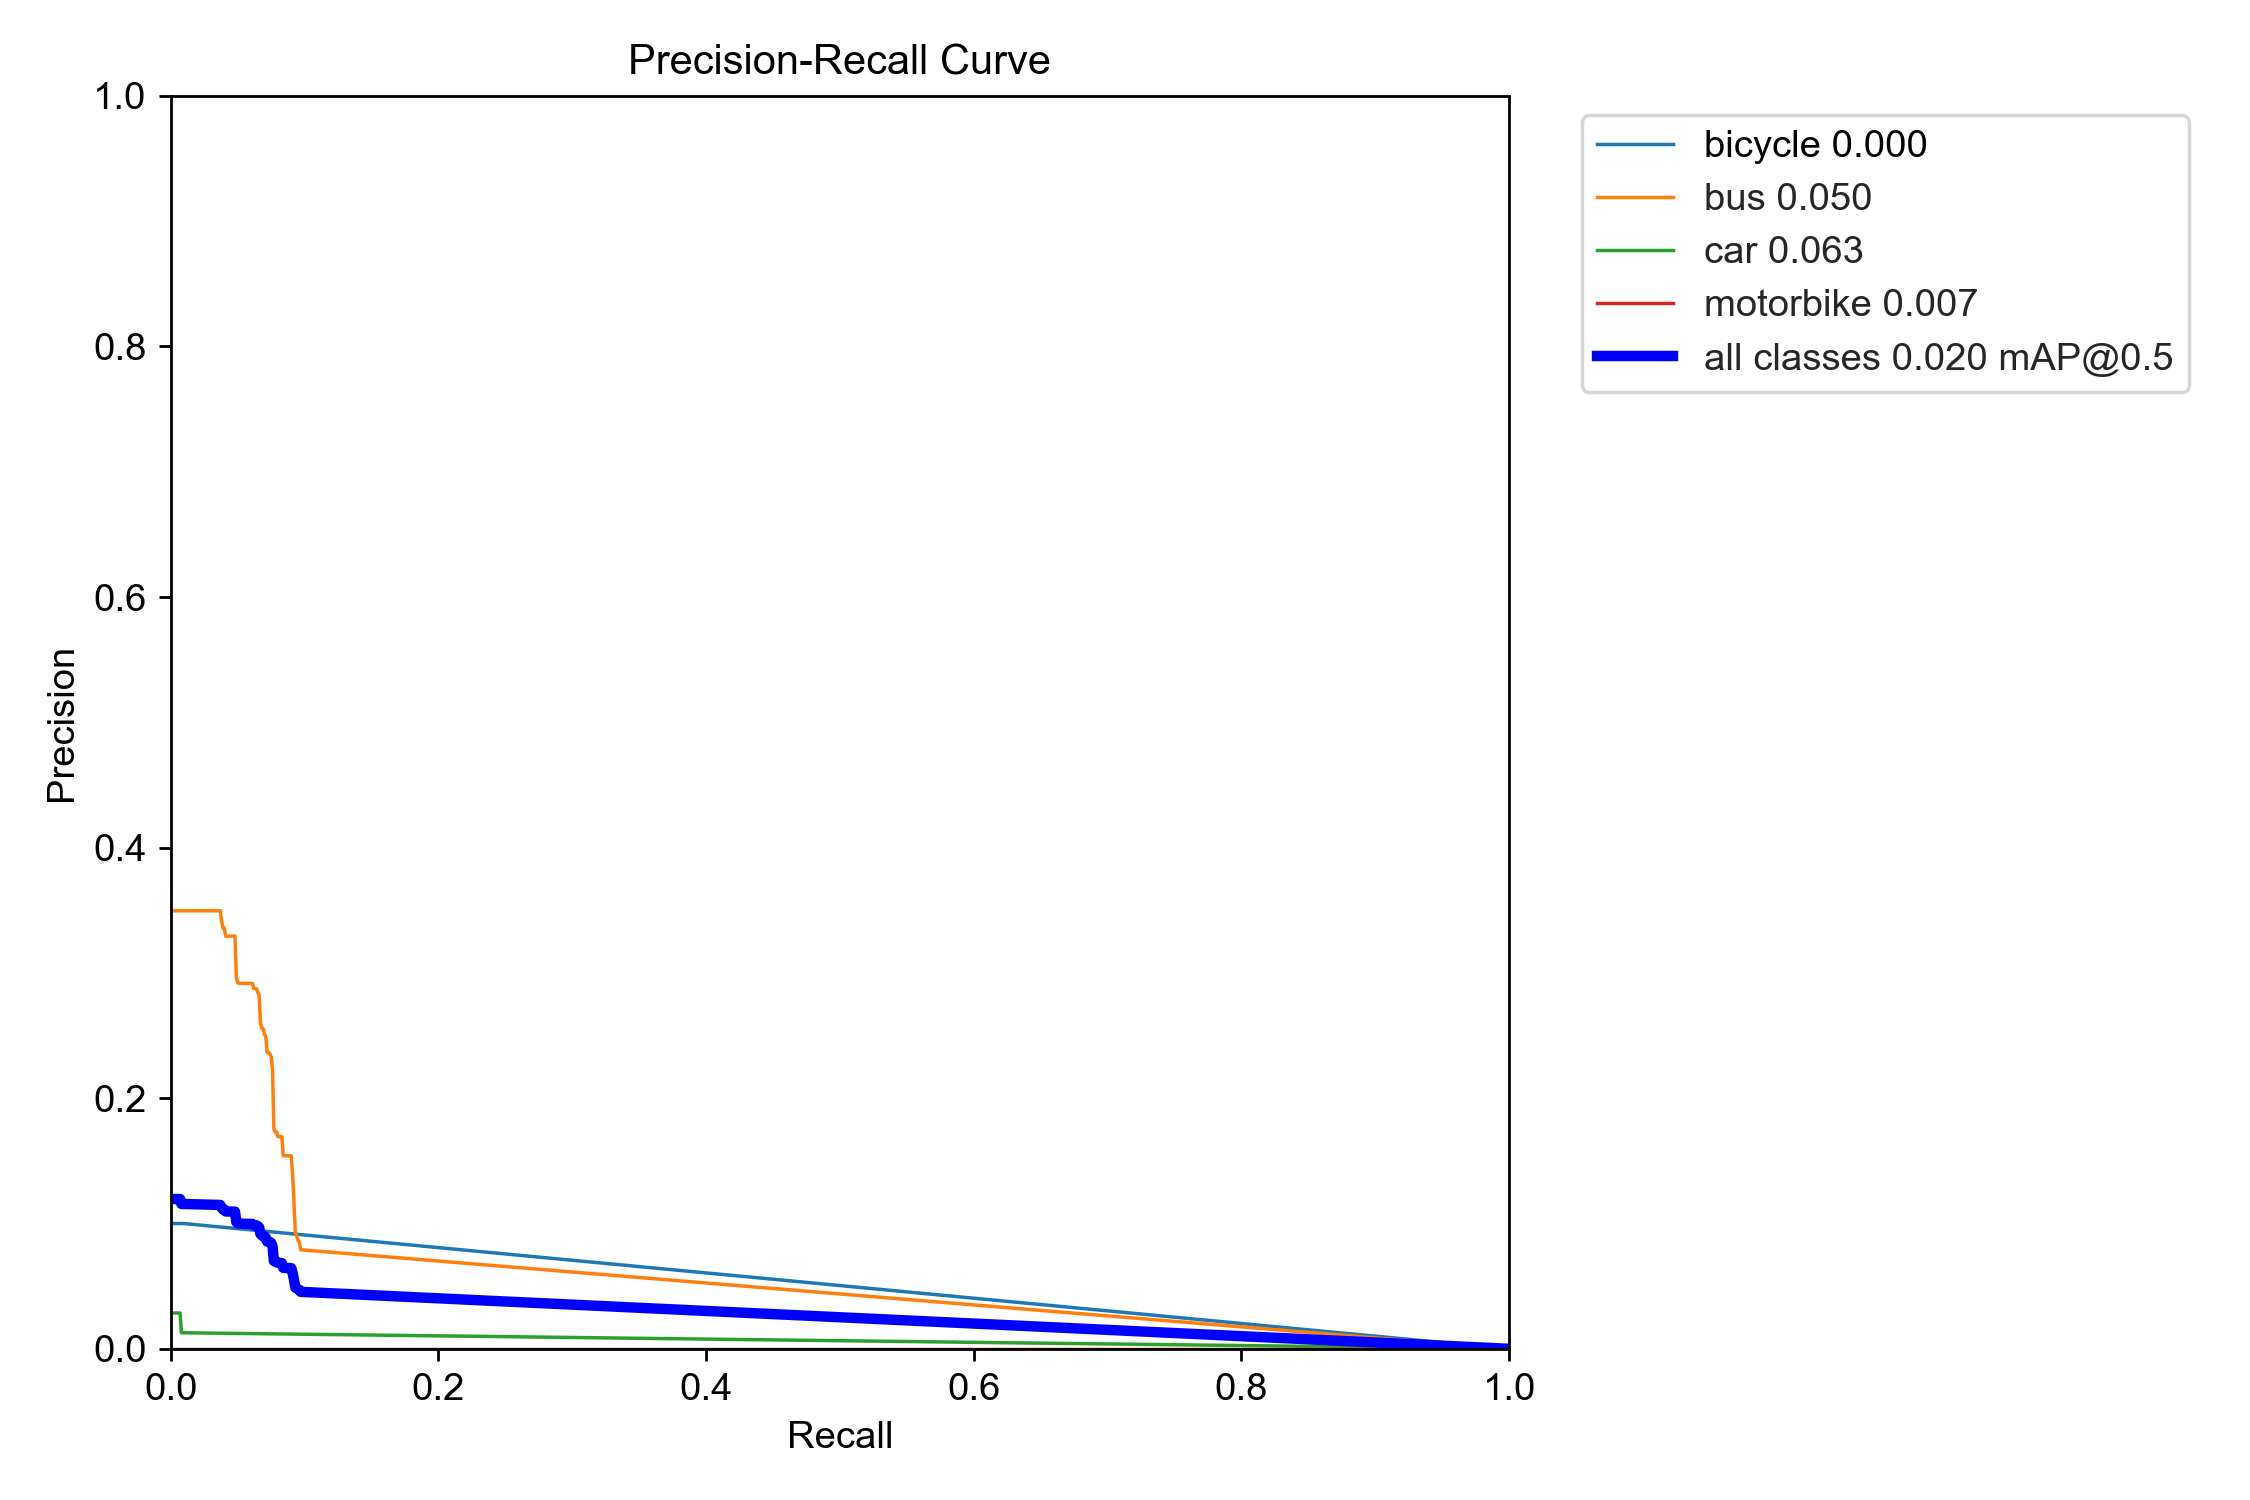 Precision-Recall Curve
1.0
0.8
0.6
0.4
0.2
0.0
Precision
0.0 0.2 0.4 0.6 0.8 1.0
Recall
bicycle 0.000
bus 0.050
car 0.063
motorbike 0.007
all classes 0.020 mAP@0.5